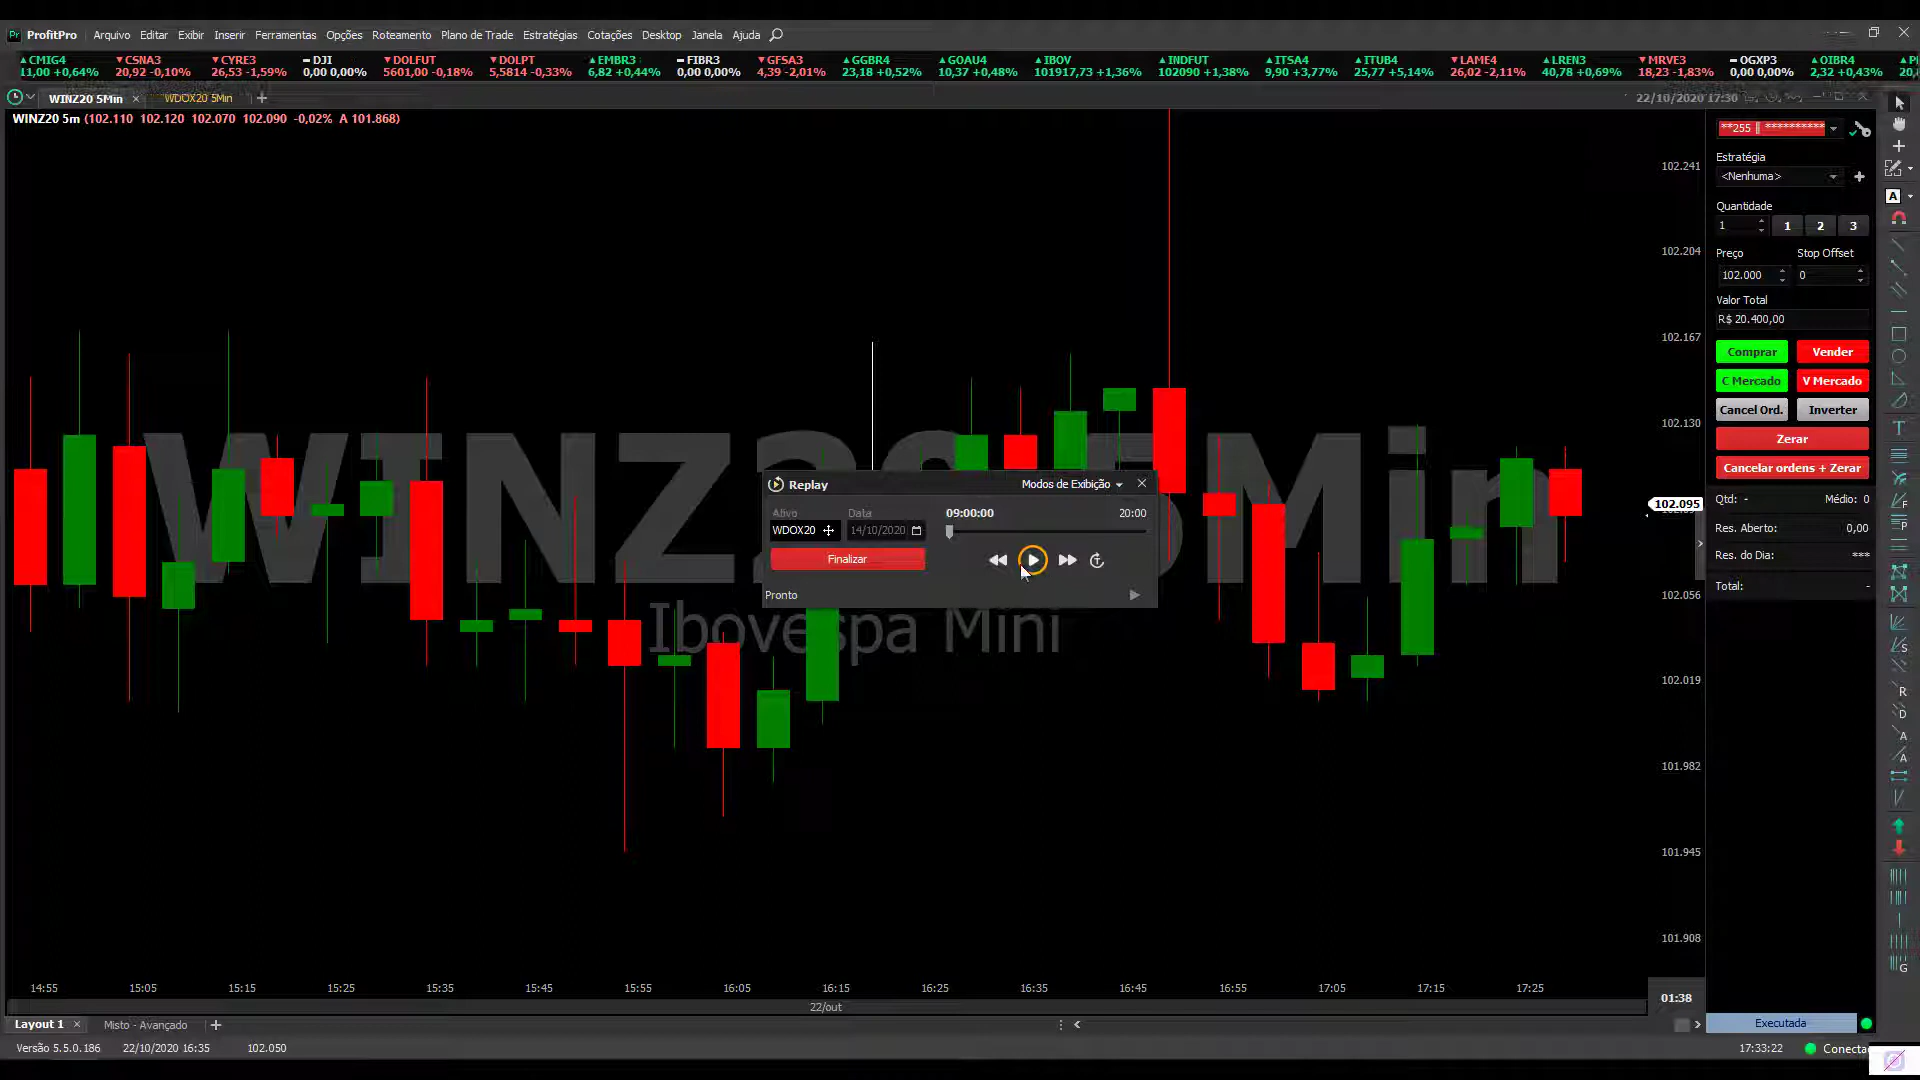 ProfitPro Arquivo Editar Exibir Inserir Ferramentas Opções Roteamento Plano de Trade Estratégias Cotações Desktop Janela Ajuda
CMIG4 CSNA3 CYRE3 DJI DOLFUT DOLPT EMBR3 FIBR3 GFSA3 GGBR4 GOAU4 IBOV INDFUT ITSA4 ITUB4 LAME4 LREN3 MRVE3 OGXP3 OIBR4
11,00 +0,64% 20,92 -0,10% 26,53 -1,59% 0,00 0,00% 5601,00 -0,18% 5,5814 -0,33% 6,82 +0,44% 0,00 0,00% 4,39 -2,01% 23,18 +0,52% 10,37 +0,48% 101917,73 +1,36% 102090 +1,38% 9,90 +3,77% 25,77 +5,14% 26,02 -2,11% 40,78 +0,69% 18,23 -1,83% 0,00 0,00% 2,32 +0,43%
WINZ20 5Min WDOX20 5Min
22/10/2020 17:30
WINZ20 5m (102.110 102.120 102.070 102.090 -0,02% A 101.868)
**255 **********
Estratégia
<Nenhuma>
Quantidade
1 1 2 3
Preço Stop Offset
102.000 0
Valor Total
R$ 20.400,00
Comprar Vender
C Mercado V Mercado
Cancel Ord. Inverter
Zerar
Cancelar ordens + Zerar
Qtd: - Médio: 0
Res. Aberto: 0,00
Res. do Dia: ***
Total: -
102.241
102.204
102.167
102.130
102.095
102.056
102.019
101.982
101.945
101.908
WINZ20 5Min
Ibovespa Mini
Replay Modos de Exibição
Ativo Data 09:00:00 20:00
WDOX20 14/10/2020
Finalizar
Pronto
14:55 15:05 15:15 15:25 15:35 15:45 15:55 16:05 16:15 16:25 16:35 16:45 16:55 17:05 17:15 17:25
22/out
01:38
Layout 1 Misto - Avançado
Executada
Versão 5.5.0.186 22/10/2020 16:35 102.050
17:33:22